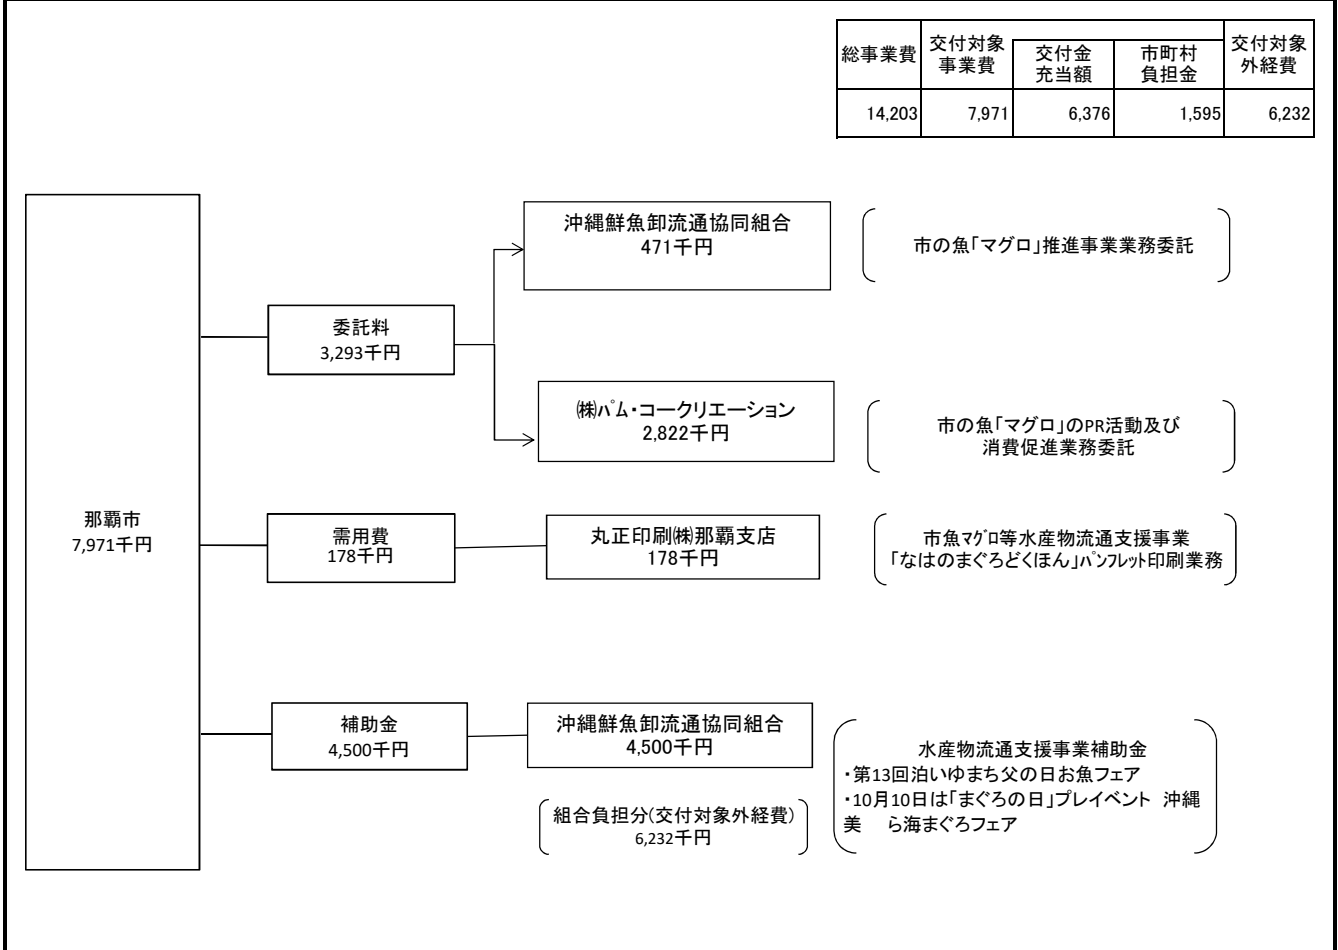 総事業費
交付対象
事業費
交付金
充当額
市町村
負担金
交付対象
外経費
14,203
7,971
6,376
1,595
6,232
那覇市
7,971千円
委託料
3,293千円
沖縄鮮魚卸流通協同組合
471千円
市の魚「マグロ」推進事業業務委託
㈱パム・コークリエーション
2,822千円
市の魚「マグロ」のPR活動及び
消費促進業務委託
需用費
178千円
丸正印刷㈱那覇支店
178千円
市魚マグロ等水産物流通支援事業
「なはのまぐろどくほん」パンフレット印刷業務
補助金
4,500千円
沖縄鮮魚卸流通協同組合
4,500千円
組合負担分(交付対象外経費)
6,232千円
水産物流通支援事業補助金
・第13回泊いゆまち父の日お魚フェア
・10月10日は「まぐろの日」プレイベント 沖縄
美 ら海まぐろフェア